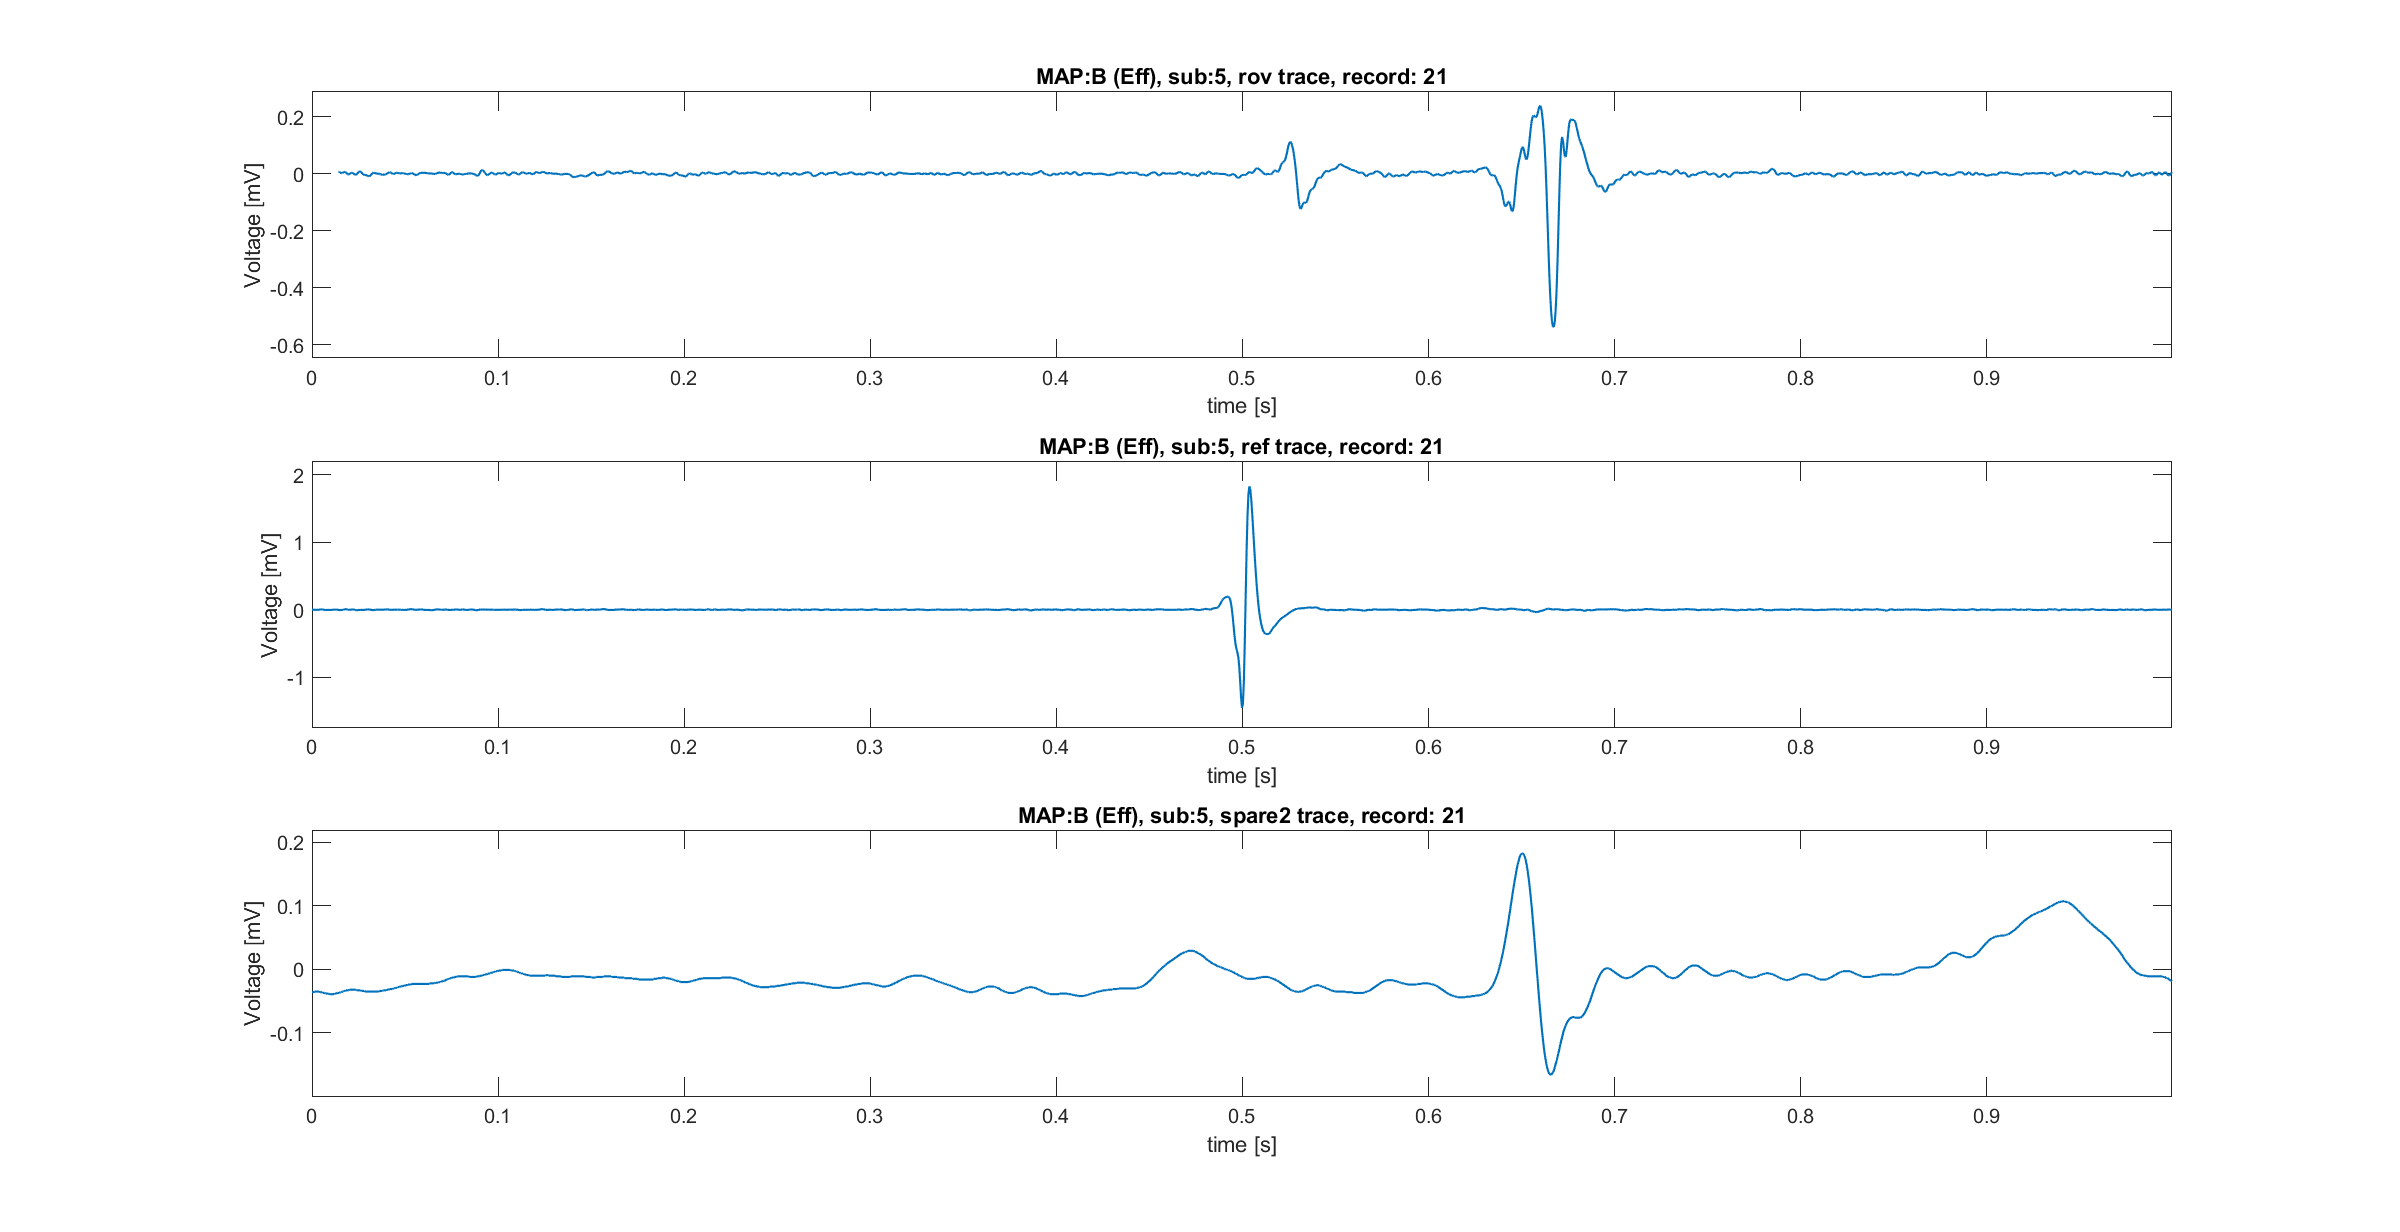 MAP:B (Eff), sub:5, rov trace, record: 21
Voltage [mV]
0.2
0
-0.2
-0.4
-0.6
0 0.1 0.2 0.3 0.4 0.5 0.6 0.7 0.8 0.9
time [s]
MAP:B (Eff), sub:5, ref trace, record: 21
Voltage [mV]
2
1
0
-1
0 0.1 0.2 0.3 0.4 0.5 0.6 0.7 0.8 0.9
time [s]
MAP:B (Eff), sub:5, spare2 trace, record: 21
Voltage [mV]
0.2
0.1
0
-0.1
0 0.1 0.2 0.3 0.4 0.5 0.6 0.7 0.8 0.9
time [s]